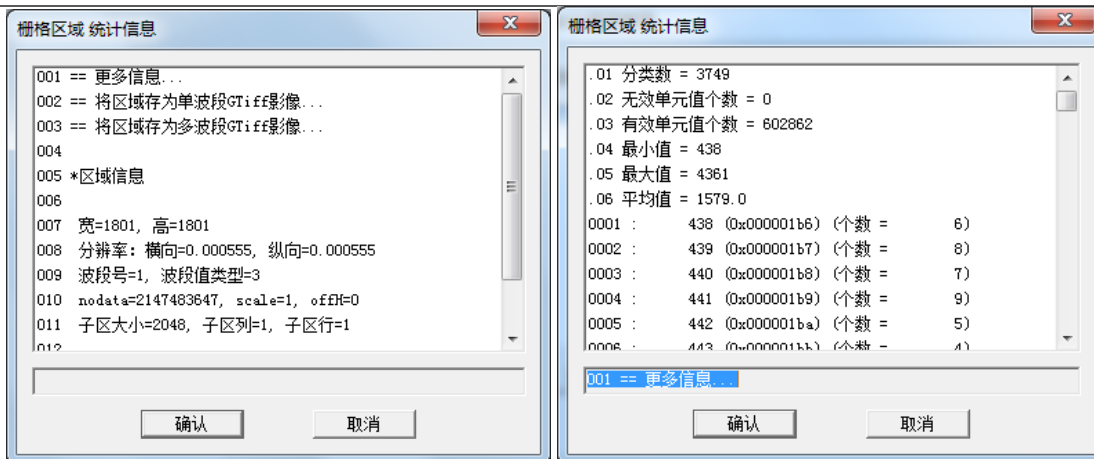 栅格区域 统计信息
001 == 更多信息...
002 == 将区域存为单波段GTiff影像...
003 == 将区域存为多波段GTiff影像...
004
005 *区域信息
006
007 宽=1801, 高=1801
008 分辨率: 横向=0.000555, 纵向=0.000555
009 波段号=1, 波段值类型=3
010 nodata=2147483647, scale=1, offH=0
011 子区大小=2048, 子区列=1, 子区行=1
012
确认
取消
栅格区域 统计信息
.01 分类数 = 3749
.02 无效单元值个数 = 0
.03 有效单元值个数 = 602862
.04 最小值 = 438
.05 最大值 = 4361
.06 平均值 = 1579.0
0001 : 438 (0x000001b6) (个数 = 6)
0002 : 439 (0x000001b7) (个数 = 8)
0003 : 440 (0x000001b8) (个数 = 7)
0004 : 441 (0x000001b9) (个数 = 9)
0005 : 442 (0x000001ba) (个数 = 5)
0006 : 443 (0x000001bb) (个数 = 4)
001 == 更多信息...
确认
取消